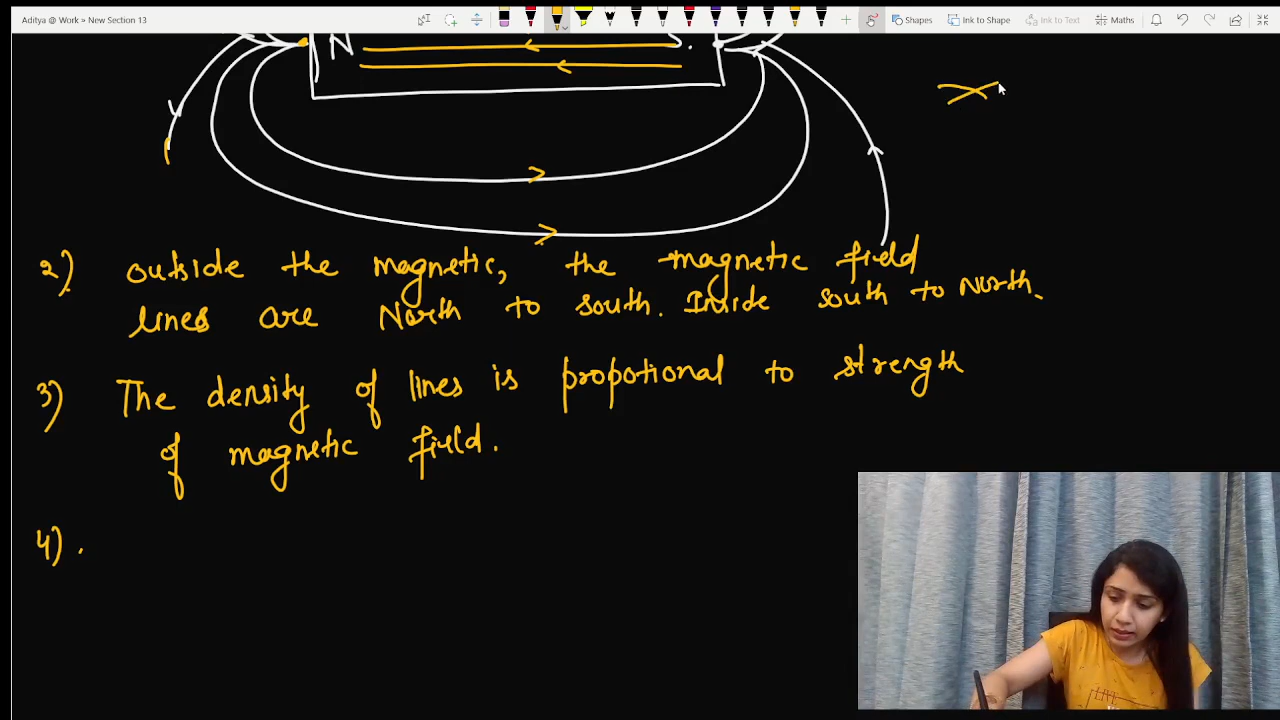 Aditya @ Work » New Section 13
Shapes Ink to Shape Ink to Text Maths
N S.
2) outside the magnetic, the magnetic field
lines are North to south. Inside south to North.
3) The density of lines is propotional to strength
of magnetic field.
4).